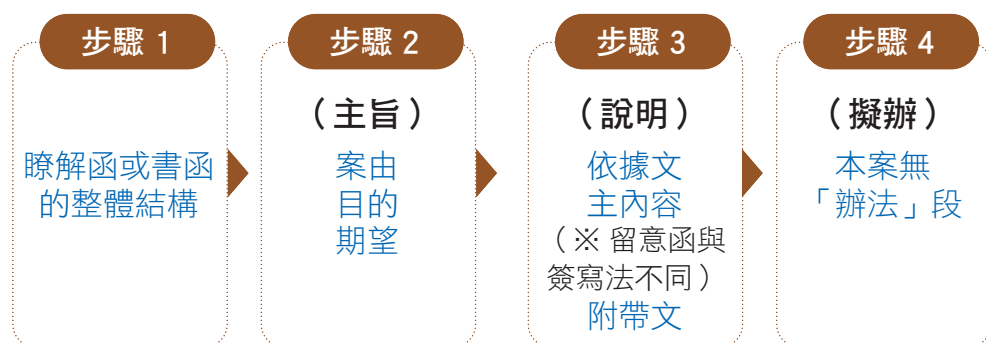 步驟 1
瞭解函或書函
的整體結構
步驟 2
（主旨）
案由
目的
期望
步驟 3
（說明）
依據文
主內容
（※ 留意函與
簽寫法不同）
附帶文
步驟 4
（擬辦）
本案無
「辦法」段